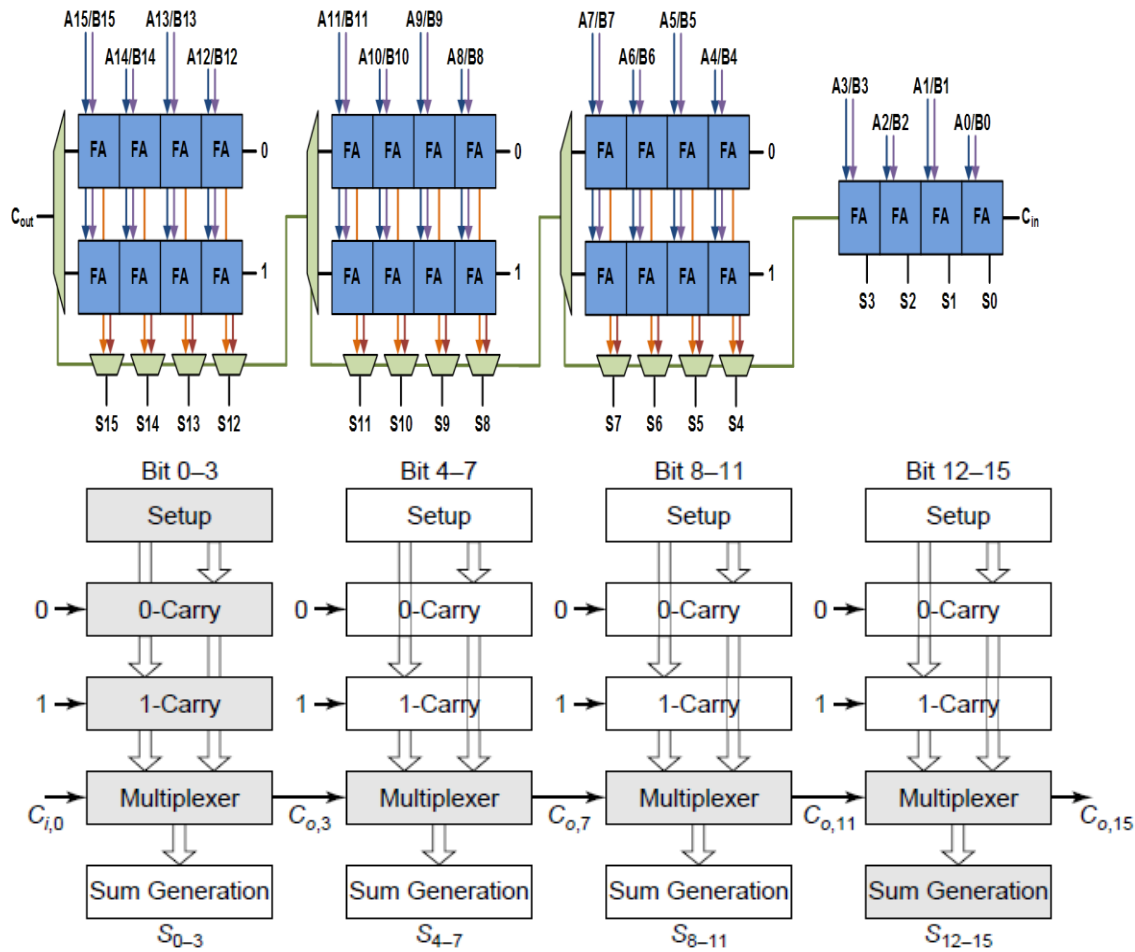 A15/B15 A13/B13 A11/B11 A9/B9 A7/B7 A5/B5
A14/B14 A12/B12 A10/B10 A8/B8 A6/B6 A4/B4
A3/B3 A1/B1
A2/B2 A0/B0
FA FA FA FA 0 FA FA FA FA 0 FA FA FA FA 0
Cout FA FA FA FA Cin
FA FA FA FA 1 FA FA FA FA 1 FA FA FA FA 1
S3 S2 S1 S0
S15 S14 S13 S12 S11 S10 S9 S8 S7 S6 S5 S4
Bit 0–3 Bit 4–7 Bit 8–11 Bit 12–15
Setup Setup Setup Setup
0 0-Carry 0 0-Carry 0 0-Carry 0 0-Carry
1 1-Carry 1 1-Carry 1 1-Carry 1 1-Carry
Multiplexer Multiplexer Multiplexer Multiplexer
Ci,0 Co,3 Co,7 Co,11 Co,15
Sum Generation Sum Generation Sum Generation Sum Generation
S0–3 S4–7 S8–11 S12–15